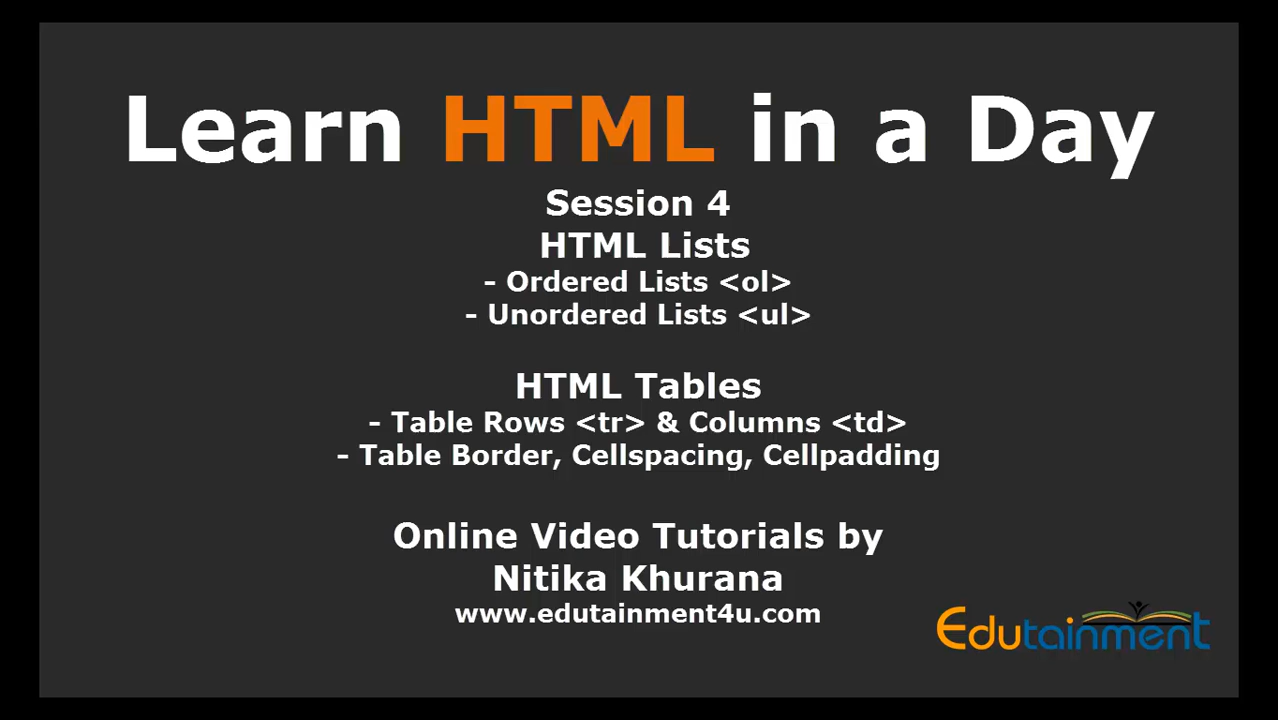 Learn HTML in a Day
Session 4
HTML Lists
- Ordered Lists <ol>
- Unordered Lists <ul>
HTML Tables
- Table Rows <tr> & Columns <td>
- Table Border, Cellspacing, Cellpadding
Online Video Tutorials by
Nitika Khurana
www.edutainment4u.com
Edutainment